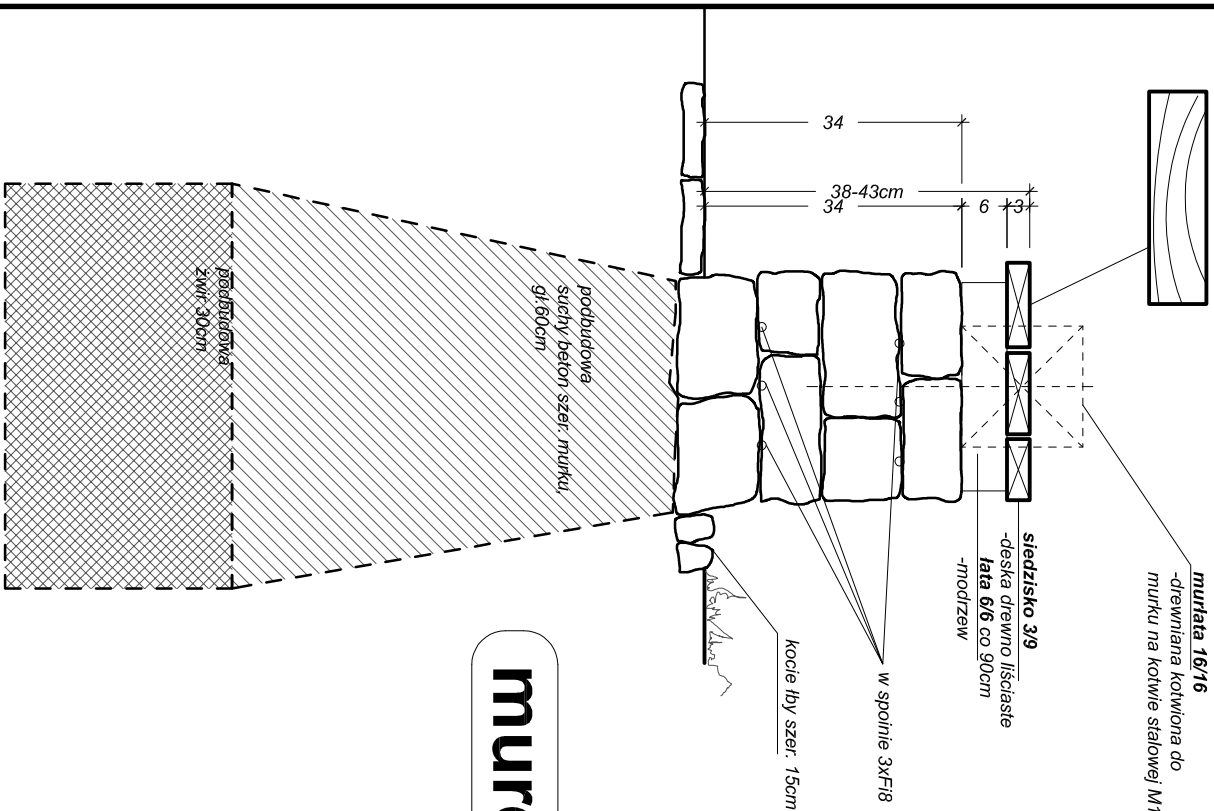 murłata 16/16
-drewniana kotwiona do
murku na kotwie stalowej M1
siedzisko 3/9
-deska drewno liściaste
łata 6/6 co 90cm
-modrzew
w spoinie 3xFi8
kocie łby szer. 15cm
34
38-43cm
34
6
3
podbudowa
suchy beton szer. murku,
gł.60cm
podbudowa
żwir 30cm